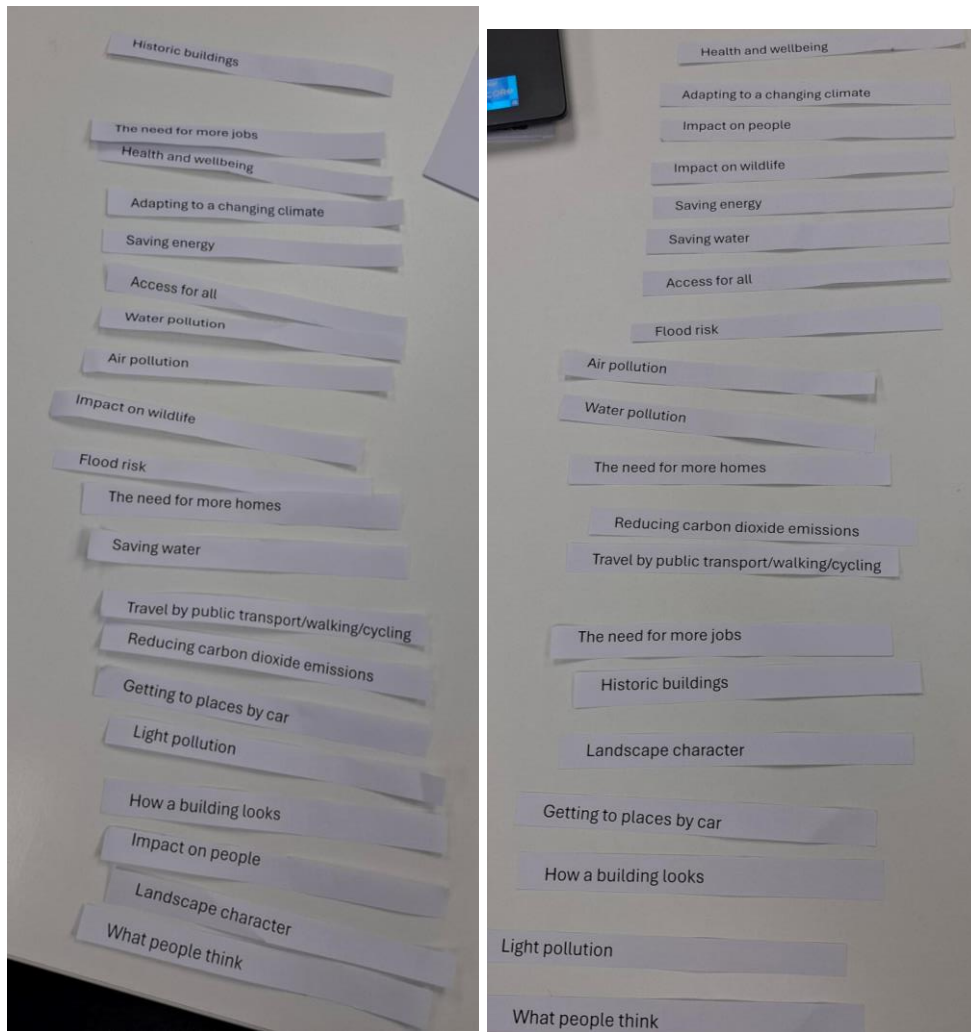 Historic buildings
The need for more jobs
Health and wellbeing
Adapting to a changing climate
Saving energy
Access for all
Water pollution
Air pollution
Impact on wildlife
Flood risk
The need for more homes
Saving water
Travel by public transport/walking/cycling
Reducing carbon dioxide emissions
Getting to places by car
Light pollution
How a building looks
Impact on people
Landscape character
What people think
Health and wellbeing
Adapting to a changing climate
Impact on people
Impact on wildlife
Saving energy
Saving water
Access for all
Flood risk
Air pollution
Water pollution
The need for more homes
Reducing carbon dioxide emissions
Travel by public transport/walking/cycling
The need for more jobs
Historic buildings
Landscape character
Getting to places by car
How a building looks
Light pollution
What people think